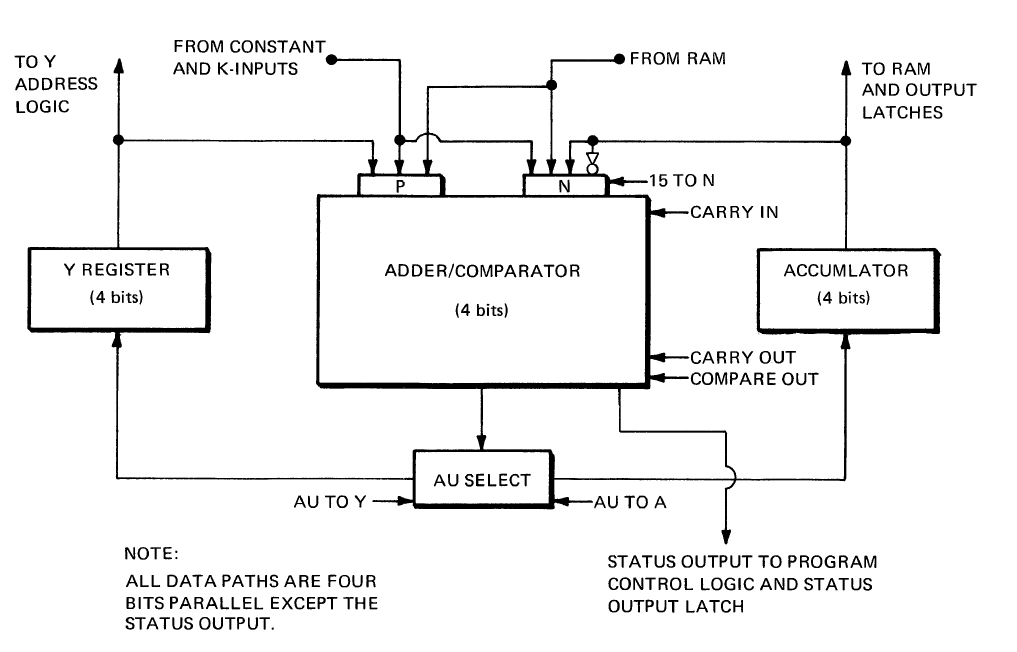 TO Y
ADDRESS
LOGIC
FROM CONSTANT
AND K-INPUTS
FROM RAM
TO RAM
AND OUTPUT
LATCHES
P
N
15 TO N
CARRY IN
Y REGISTER
(4 bits)
ADDER/COMPARATOR
(4 bits)
ACCUMLATOR
(4 bits)
CARRY OUT
COMPARE OUT
AU SELECT
AU TO Y
AU TO A
NOTE:
ALL DATA PATHS ARE FOUR
BITS PARALLEL EXCEPT THE
STATUS OUTPUT.
STATUS OUTPUT TO PROGRAM
CONTROL LOGIC AND STATUS
OUTPUT LATCH